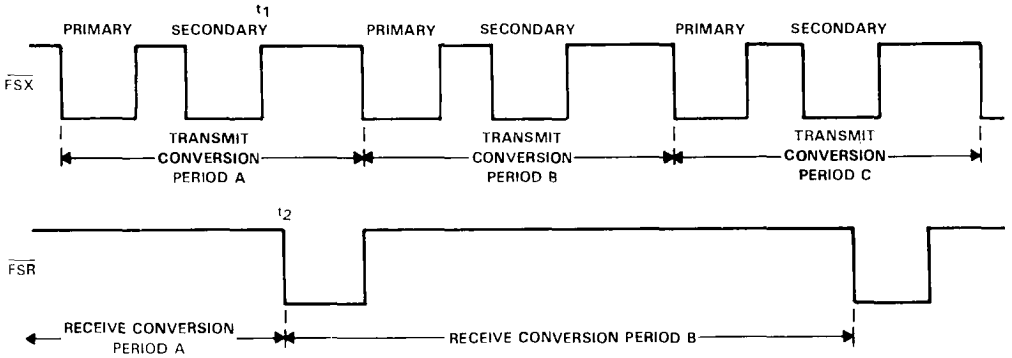 t1
PRIMARY SECONDARY PRIMARY SECONDARY PRIMARY SECONDARY
FSX
TRANSMIT TRANSMIT TRANSMIT
CONVERSION CONVERSION CONVERSION
PERIOD A PERIOD B PERIOD C
t2
FSR
RECEIVE CONVERSION
PERIOD A
RECEIVE CONVERSION PERIOD B